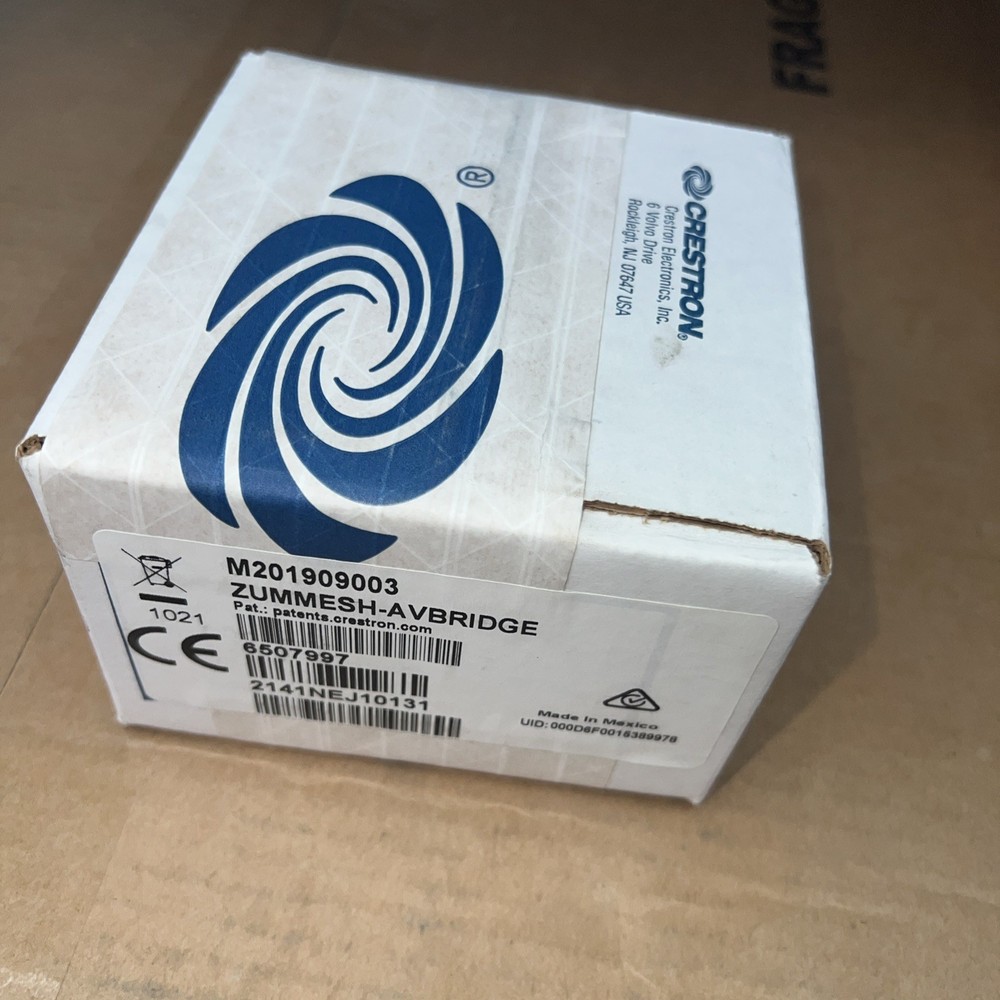 FRAG
®
CRESTRON®
Crestron Electronics, Inc.
6 Volvo Drive
Rockleigh, NJ 07647 USA
M201909003
ZUMMESH-AVBRIDGE
Pat.: patents.crestron.com
1021
CE
6507997
2141NEJ10131
Made in Mexico
UID: 000D6F0015389978